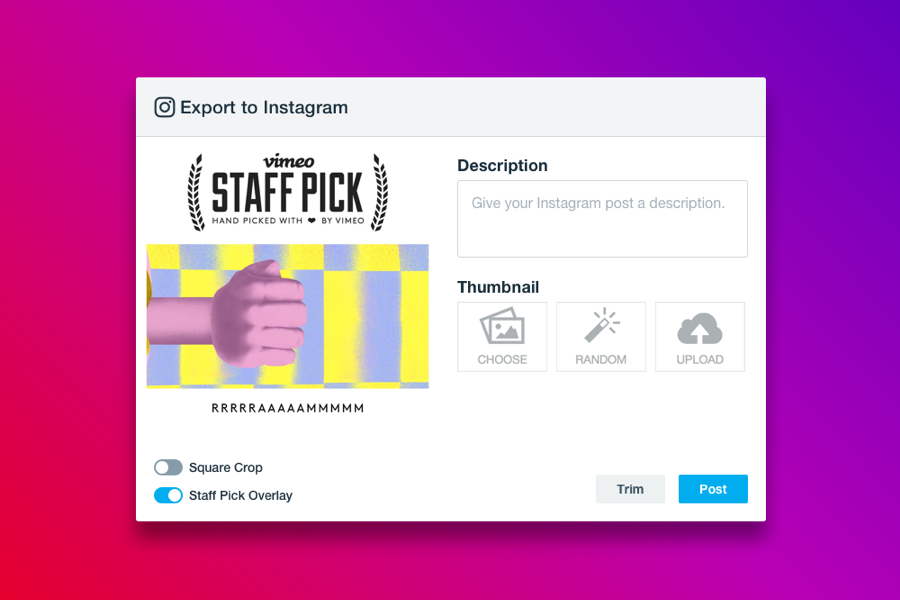 Export to Instagram
vimeo
STAFF PICK
HAND PICKED WITH ❤ BY VIMEO
RRRRRAAAAAMMMMM
Square Crop
Staff Pick Overlay
Description
Give your Instagram post a description.
Thumbnail
CHOOSE
RANDOM
UPLOAD
Trim
Post